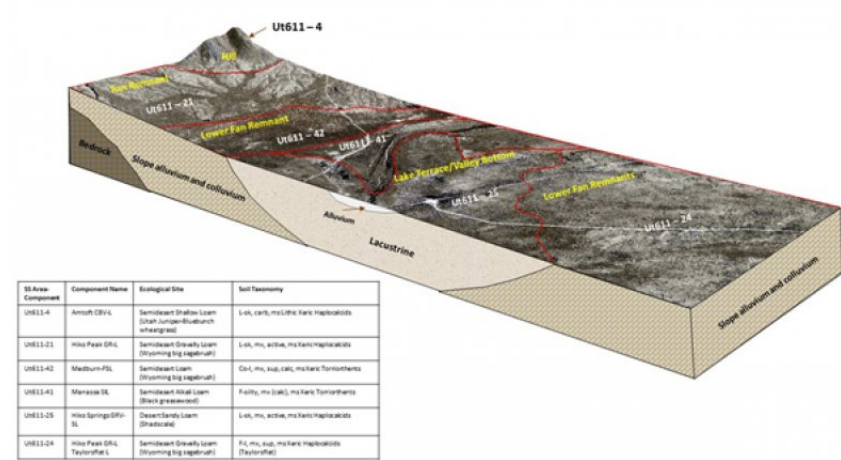 Ut611 – 4
Hill
Fan Remnant
Ut611 – 21
Lower Fan Remnant
Ut611 – 42
Ut611 – 41
Lake Terrace/Valley Bottom
Lower Fan Remnants
Ut611 – 25
Ut611 – 24
Bedrock
Slope alluvium and colluvium
Alluvium
Lacustrine
Slope alluvium and colluvium
SS Area- Component Name Ecological Site Soil Taxonomy
Component
Ut611-4 Amtoft CBV-L Semidesert Shallow Loam L-sk, carb, ms Lithic Xeric Haplocalcids
(Utah Juniper-Bluebunch
wheatgrass)
Ut611-21 Hiko Peak GR-L Semidesert Gravelly Loam L-sk, mx, active, ms Xeric Haplocalcids
(Wyoming big sagebrush)
Ut611-42 Medburn-FSL Semidesert Loam Co-l, mx, sup, calc, ms Xeric Torriorthents
(Wyoming big sagebrush)
Ut611-41 Manassa SIL Semidesert Alkali Loam F-silty, mx (calc), ms Xeric Torriorthents
(Black greasewood)
Ut611-25 Hiko Springs GRV- Desert Sandy Loam L-sk, mx, active, ms Xeric Haplocalcids
SL (Shadscale)
Ut611-24 Hiko Peak GR-L Semidesert Gravelly Loam F-l, mx, sup, ms Xeric Haplocalcids
Taylorsflat L (Wyoming big sagebrush) (Taylorsflat)